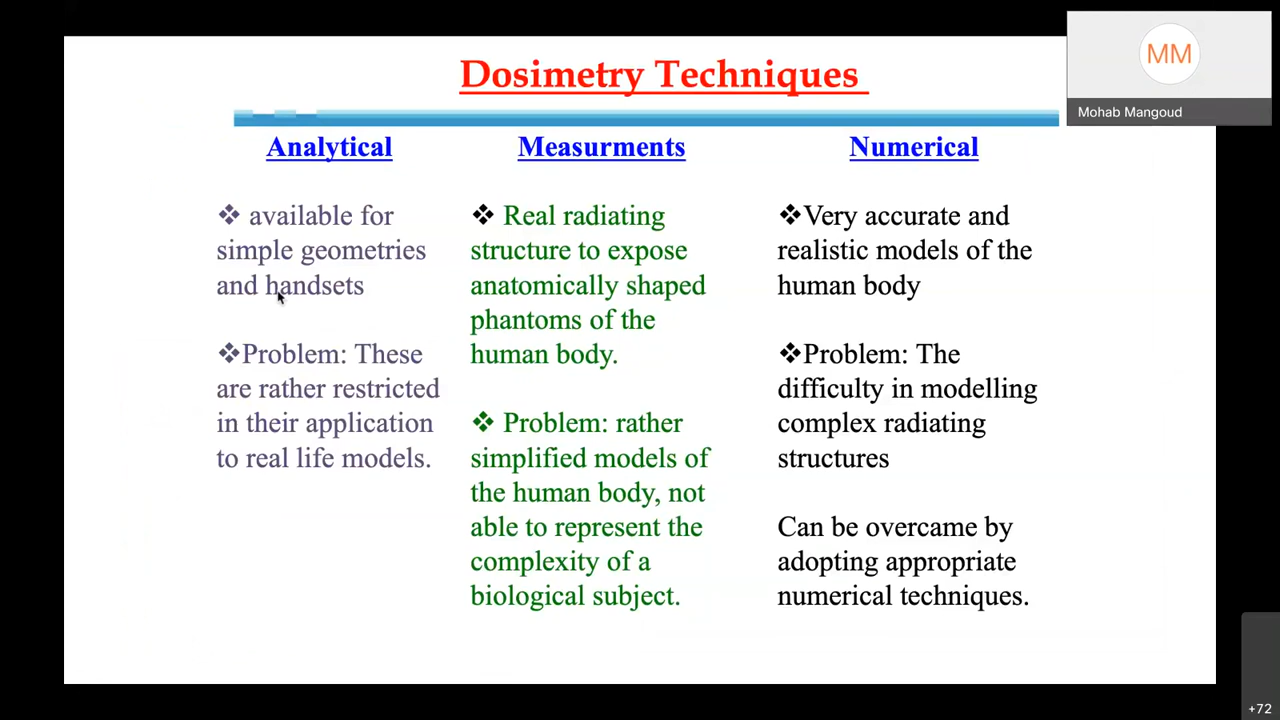 Dosimetry Techniques
MM
Mohab Mangoud
Analytical
❖ available for
simple geometries
and handsets
❖Problem: These
are rather restricted
in their application
to real life models.
Measurments
❖ Real radiating
structure to expose
anatomically shaped
phantoms of the
human body.
❖ Problem: rather
simplified models of
the human body, not
able to represent the
complexity of a
biological subject.
Numerical
❖Very accurate and
realistic models of the
human body
❖Problem: The
difficulty in modelling
complex radiating
structures
Can be overcame by
adopting appropriate
numerical techniques.
+72